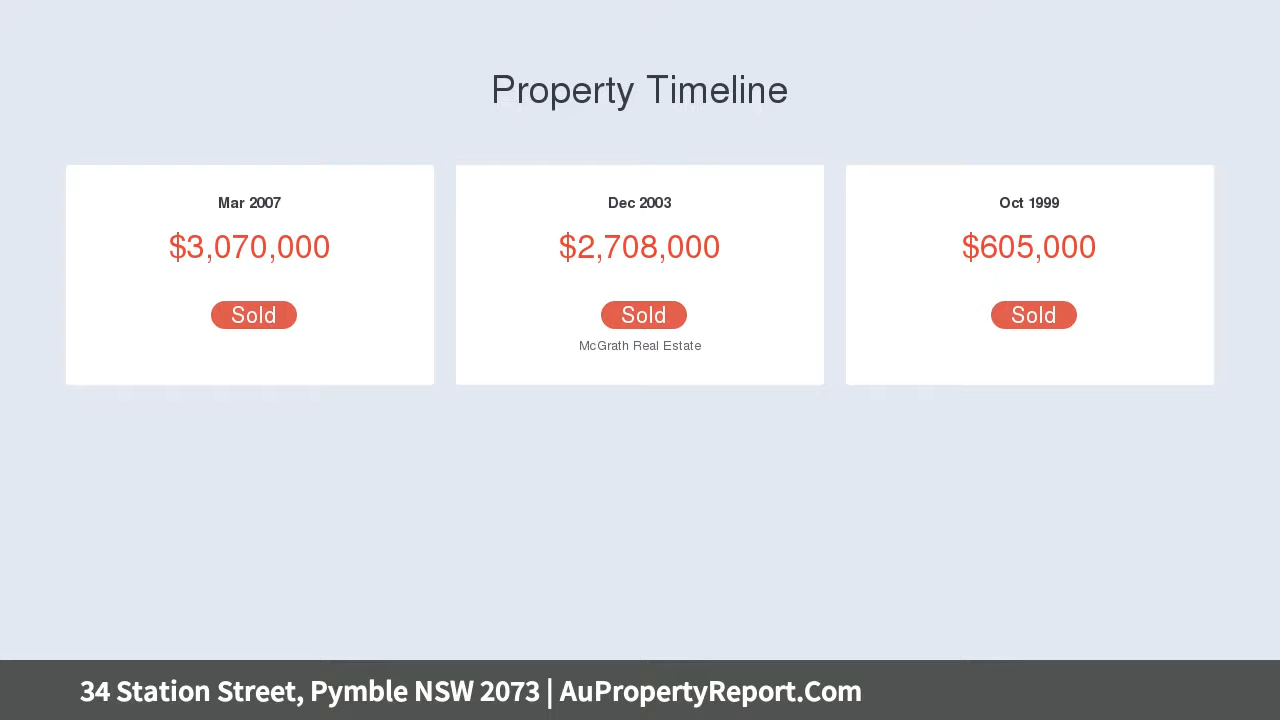 Property Timeline
Mar 2007
$3,070,000
Sold
Dec 2003
$2,708,000
Sold
McGrath Real Estate
Oct 1999
$605,000
Sold
34 Station Street, Pymble NSW 2073 | AuPropertyReport.Com